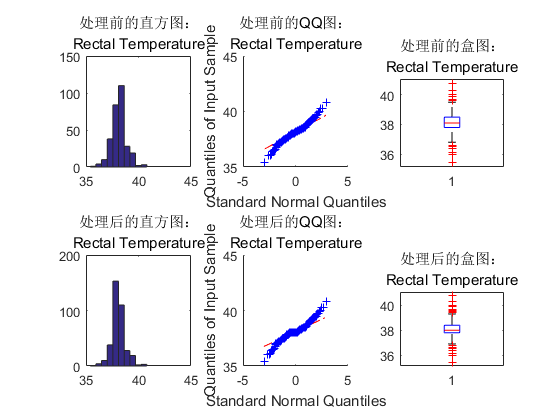 处理前的直方图:
Rectal Temperature
150
100
50
0
35
40
45
处理前的QQ图:
Rectal Temperature
Quantiles of Input Sample
45
40
35
-5
0
5
Standard Normal Quantiles
处理前的盒图:
Rectal Temperature
40
38
36
1
处理后的直方图:
Rectal Temperature
200
100
0
35
40
45
处理后的QQ图:
Rectal Temperature
Quantiles of Input Sample
45
40
35
-5
0
5
Standard Normal Quantiles
处理后的盒图:
Rectal Temperature
40
38
36
1